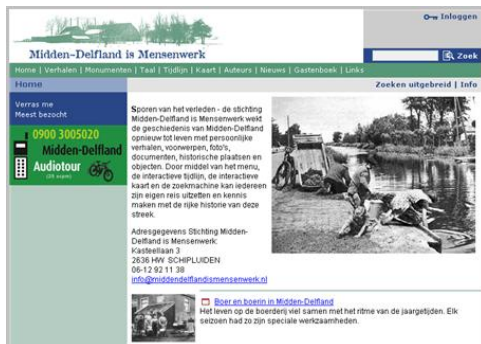 Inloggen
Midden-Delfland is Mensenwerk
Zoek
Home | Verhalen | Monumenten | Taal | Tijdlijn | Kaart | Auteurs | Nieuws | Gastenboek | Links
Home
Zoeken uitgebreid | Info
Verras me
Meest bezocht
0900 3005020
Midden-Delfland
Audiotour
Sporen van het verleden - de stichting
Midden-Delfland is Mensenwerk wekt
de geschiedenis van Midden-Delfland
opnieuw tot leven met persoonlijke
verhalen, voorwerpen, foto's,
documenten, historische plaatsen en
objecten. Door middel van het menu,
de interactieve tijdlijn, de interactieve
kaart en de zoekmachine kan iedereen
zijn eigen reis uitzetten en kennis
maken met de rijke historie van deze
streek.
Adresgegevens Stichting Midden-
Delfland is Mensenwerk:
Kasteellaan 3
2636 HW SCHIPLUIDEN
06-12 92 11 38
info@middendelflandismensenwerk.nl
Boer en boerin in Midden-Delfland
Het leven op de boerderij viel samen met het ritme van de jaargetijden. Elk
seizoen had zo zijn speciale werkzaamheden.